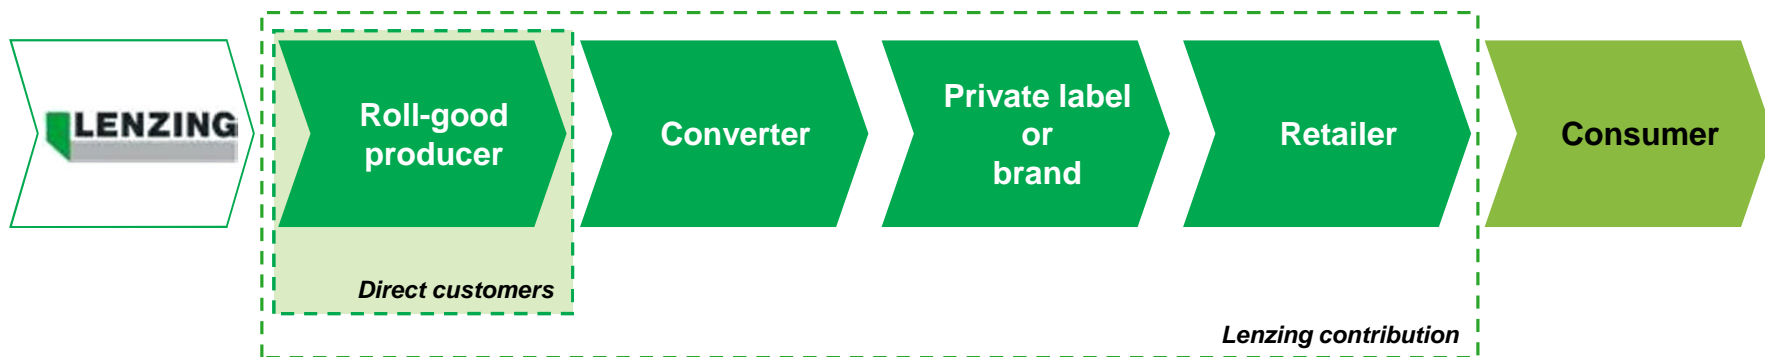 LENZING
Roll-good
producer
Converter
Private label
or
brand
Retailer
Consumer
Direct customers
Lenzing contribution